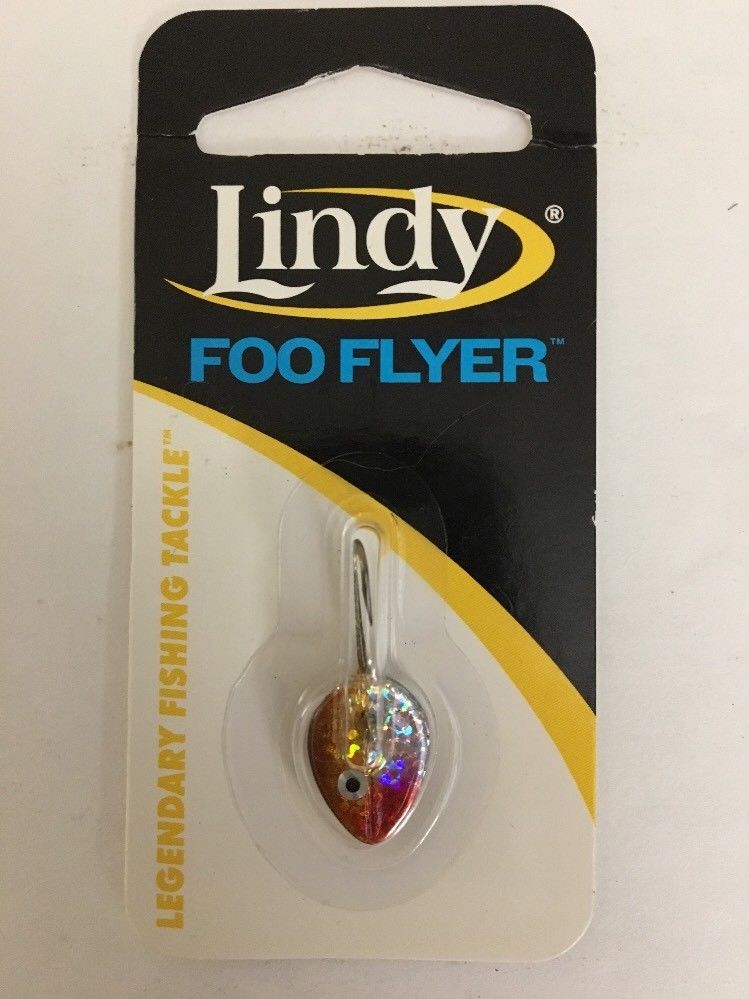 Lindy®
FOO FLYER™
LEGENDARY FISHING TACKLE™